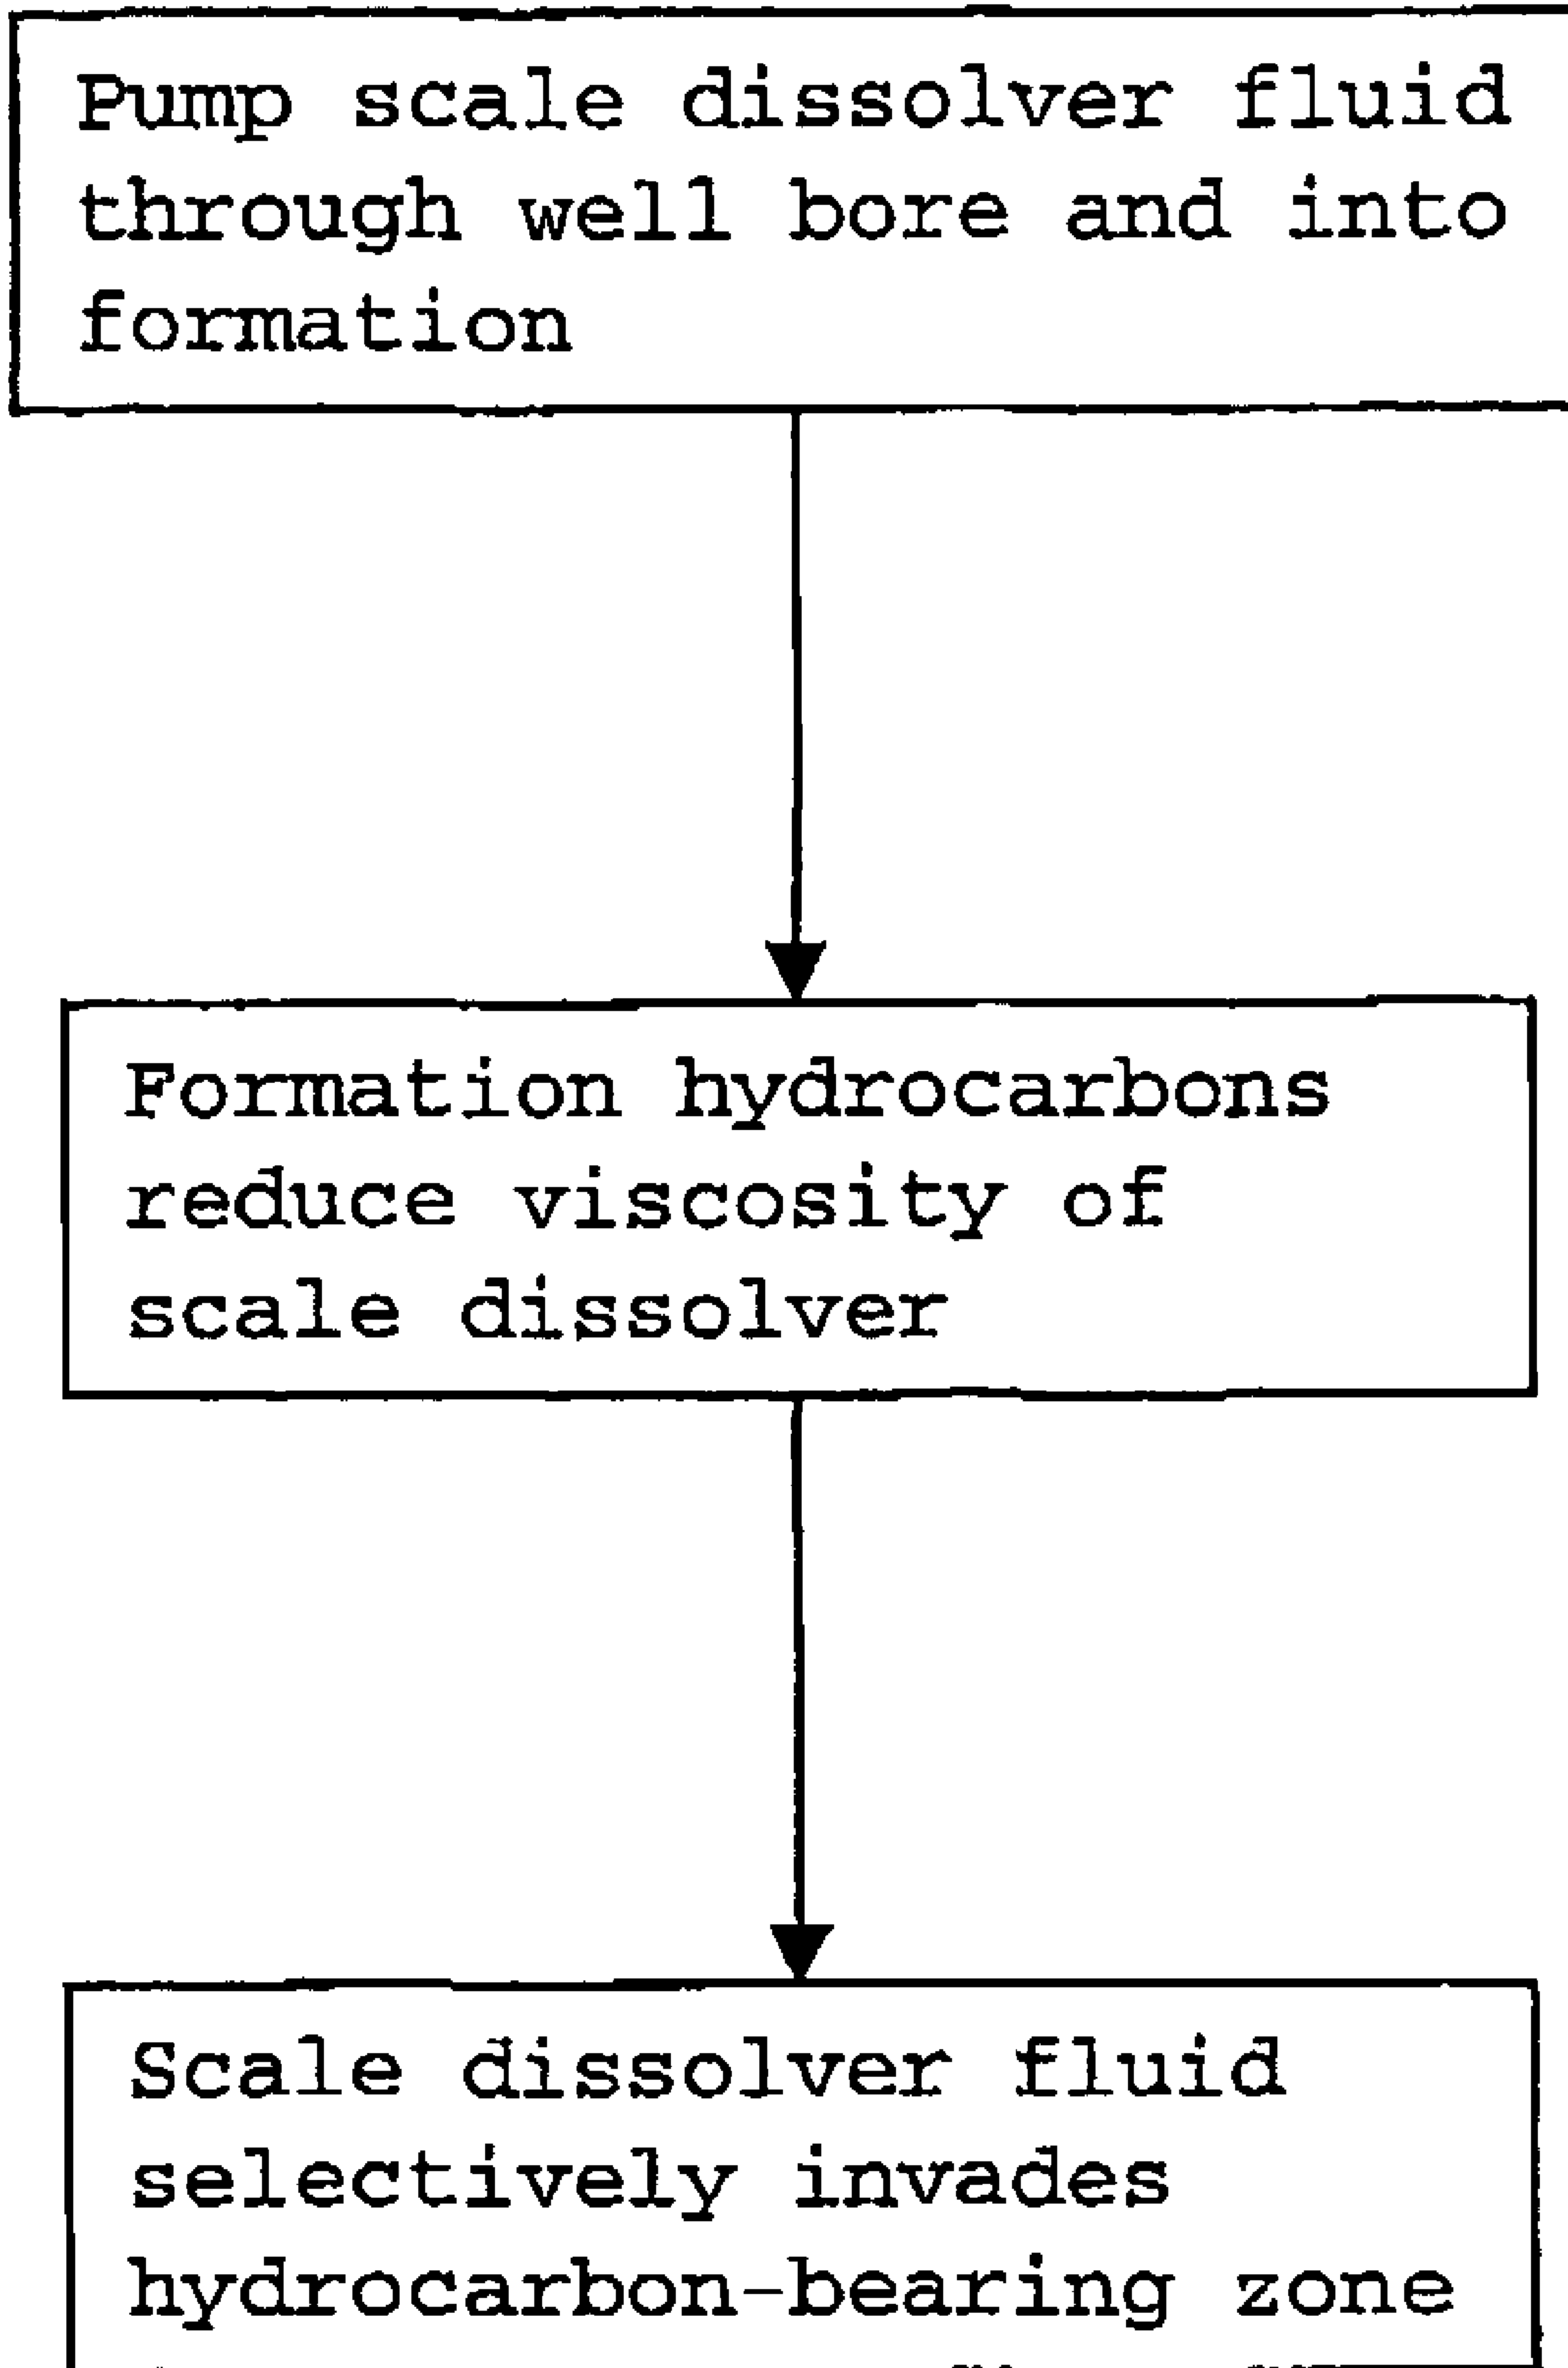 Pump scale dissolver fluid
through well bore and into
formation
Formation hydrocarbons
reduce viscosity of
scale dissolver
Scale dissolver fluid
selectively invades
hydrocarbon-bearing zone